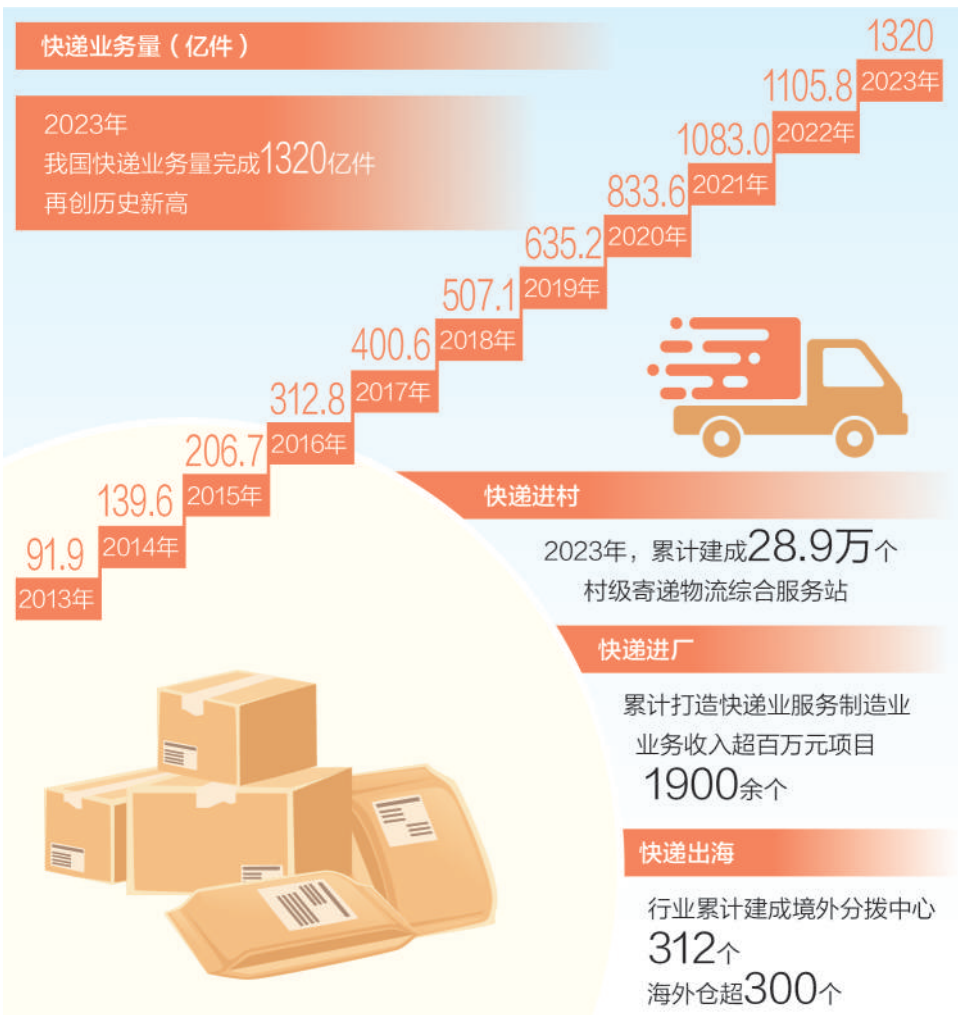 快递业务量（亿件）
2023年
我国快递业务量完成1320亿件
再创历史新高
1320
2023年
1105.8
2022年
1083.0
2021年
833.6
2020年
635.2
2019年
507.1
2018年
400.6
2017年
312.8
2016年
206.7
2015年
139.6
2014年
91.9
2013年
快递进村
2023年，累计建成28.9万个
村级寄递物流综合服务站
快递进厂
累计打造快递业服务制造业
业务收入超百万元项目
1900余个
快递出海
行业累计建成境外分拨中心
312个
海外仓超300个